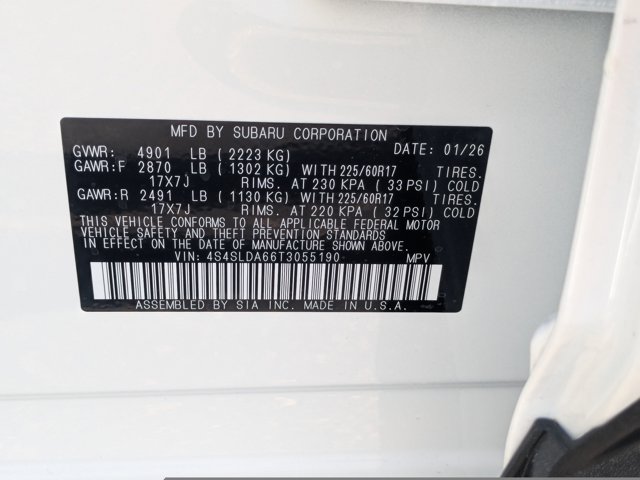 MFD BY SUBARU CORPORATION
GVWR: 4901 LB (2223 KG) DATE: 01/26
GAWR:F 2870 LB (1302 KG) WITH 225/60R17 TIRES.
17X7J RIMS. AT 230 KPA (33 PSI) COLD
GAWR:R 2491 LB (1130 KG) WITH 225/60R17 TIRES.
17X7J RIMS. AT 220 KPA (32 PSI) COLD
THIS VEHICLE CONFORMS TO ALL APPLICABLE FEDERAL MOTOR
VEHICLE SAFETY AND THEFT PREVENTION STANDARDS
IN EFFECT ON THE DATE OF MANUFACTURE SHOWN ABOVE.
VIN: 4S4SLDA66T3055190 MPV
ASSEMBLED BY SIA INC. MADE IN U.S.A.